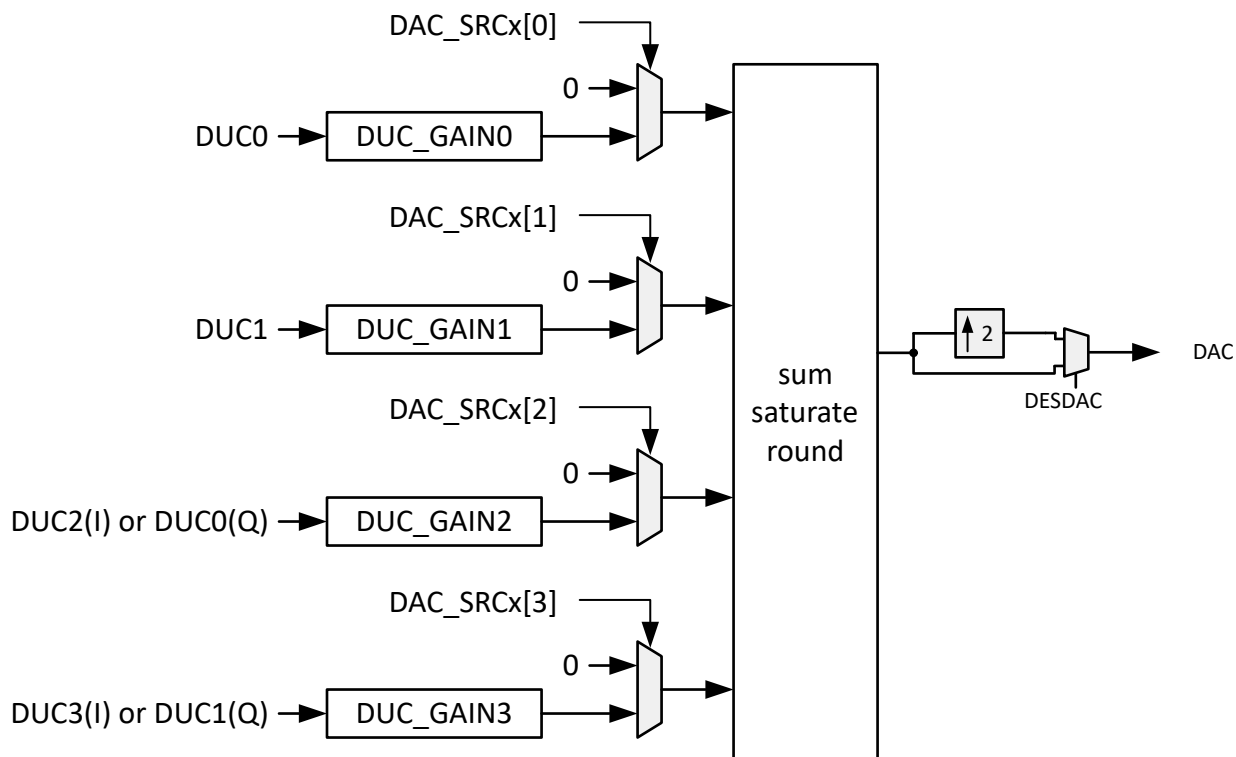 DAC_SRCx[0]
0
DUC0
DUC_GAIN0
DAC_SRCx[1]
0
DUC1
DUC_GAIN1
DAC_SRCx[2]
0
DUC2(I) or DUC0(Q)
DUC_GAIN2
DAC_SRCx[3]
0
DUC3(I) or DUC1(Q)
DUC_GAIN3
sum
saturate
round
2
DESDAC
DAC